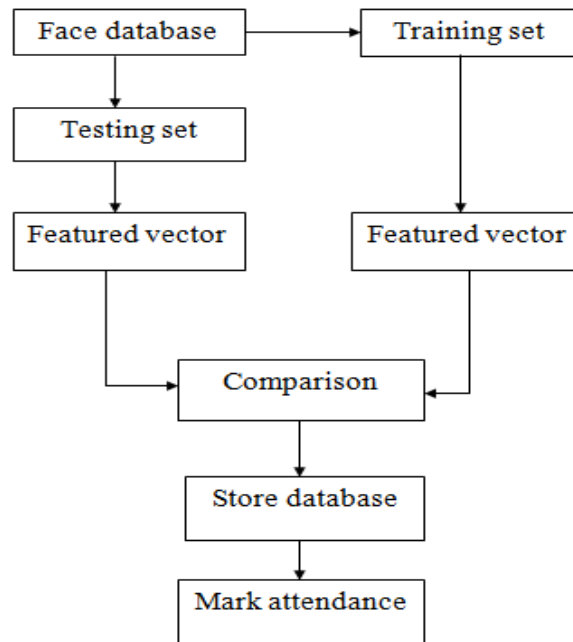 Face database
Training set
Testing set
Featured vector
Featured vector
Comparison
Store database
Mark attendance